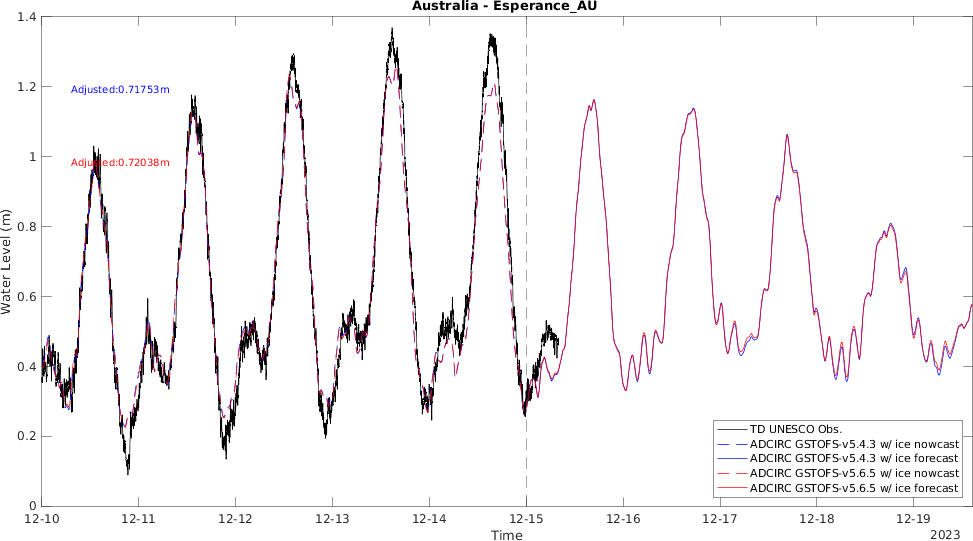 Australia - Esperance_AU
1.4
1.2
1
0.8
0.6
0.4
0.2
0
Water Level (m)
Adjusted:0.71753m
Adjusted:0.72038m
TD UNESCO Obs.
ADCIRC GSTOFS-v5.4.3 w/ ice nowcast
ADCIRC GSTOFS-v5.4.3 w/ ice forecast
ADCIRC GSTOFS-v5.6.5 w/ ice nowcast
ADCIRC GSTOFS-v5.6.5 w/ ice forecast
12-10 12-11 12-12 12-13 12-14 12-15 12-16 12-17 12-18 12-19
Time
2023